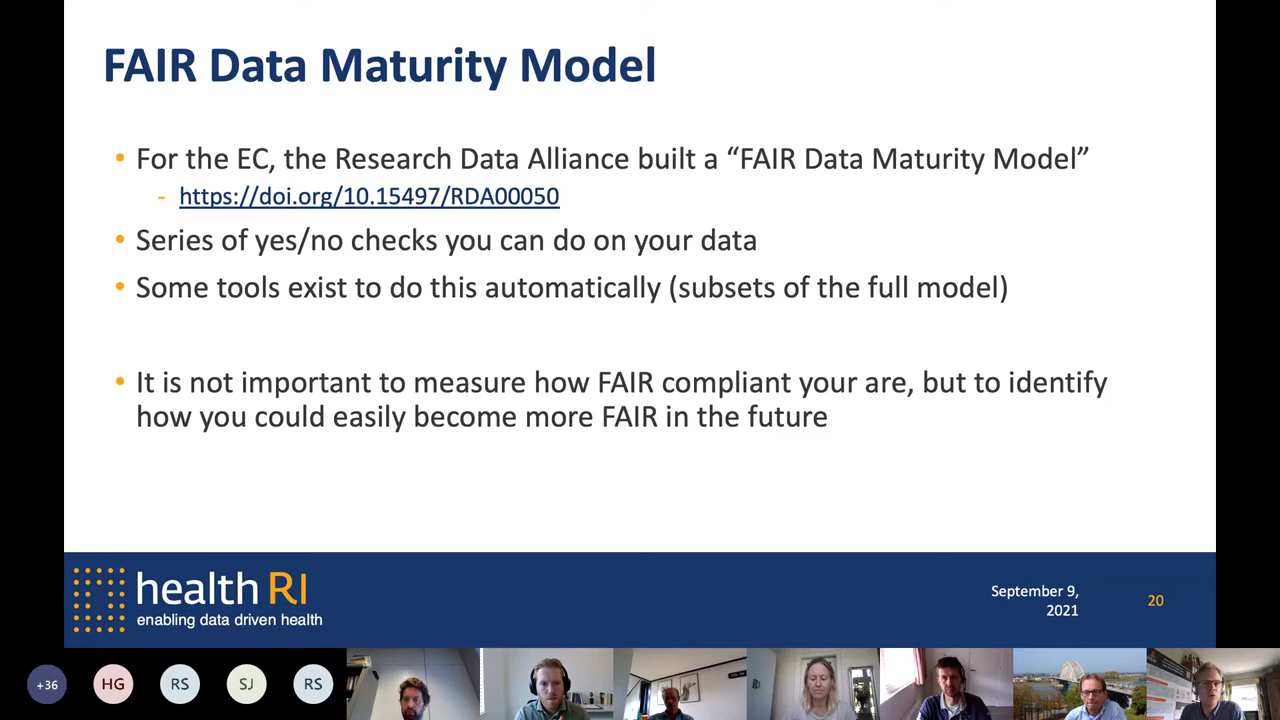 FAIR Data Maturity Model
• For the EC, the Research Data Alliance built a “FAIR Data Maturity Model”
- https://doi.org/10.15497/RDA00050
• Series of yes/no checks you can do on your data
• Some tools exist to do this automatically (subsets of the full model)
• It is not important to measure how FAIR compliant your are, but to identify
how you could easily become more FAIR in the future
health RI
enabling data driven health
September 9,
2021
20
+36
HG
RS
SJ
RS